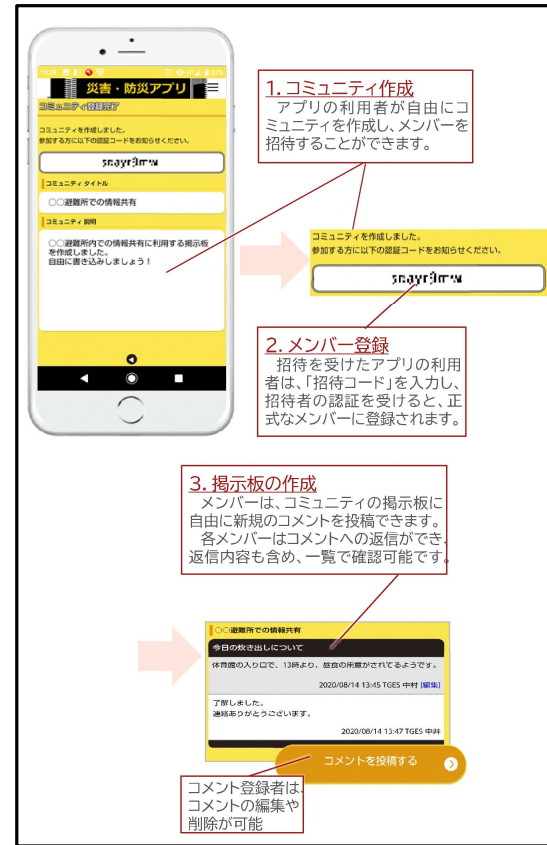 災害・防災アプリ
コミュニティ登録完了
コミュニティを作成しました。
参加する方に以下の認証コードをお知らせください。
コミュニティ タイトル
○○避難所での情報共有
コミュニティ 説明
○○避難所内での情報共有に利用する掲示板
を作成しました。
自由に書き込みしましょう！
1. コミュニティ作成
アプリの利用者が自由にコ
ミュニティを作成し、メンバーを
招待することができます。
コミュニティを作成しました。
参加する方に以下の認証コードをお知らせください。
2. メンバー登録
招待を受けたアプリの利用
者は、「招待コード」を入力し、
招待者の認証を受けると、正
式なメンバーに登録されます。
3. 掲示板の作成
メンバーは、コミュニティの掲示板に
自由に新規のコメントを投稿できます。
各メンバーはコメントへの返信ができ、
返信内容も含め、一覧で確認可能です。
○○避難所での情報共有
今日の炊き出しについて
体育館の入り口で、13時より、昼食の用意がされてるようです。
2020/08/14 13:45 TGES 中村 [編集]
了解しました。
連絡ありがとうございます。
2020/08/14 13:47 TGES 中井
コメントを投稿する
コメント登録者は、
コメントの編集や
削除が可能